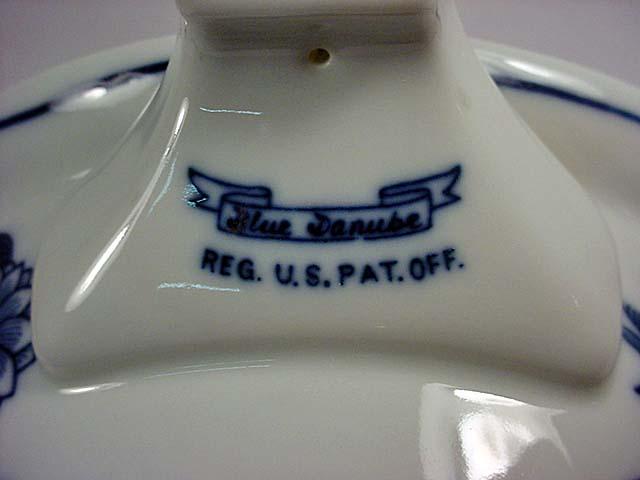 Blue Danube
REG. U.S. PAT. OFF.